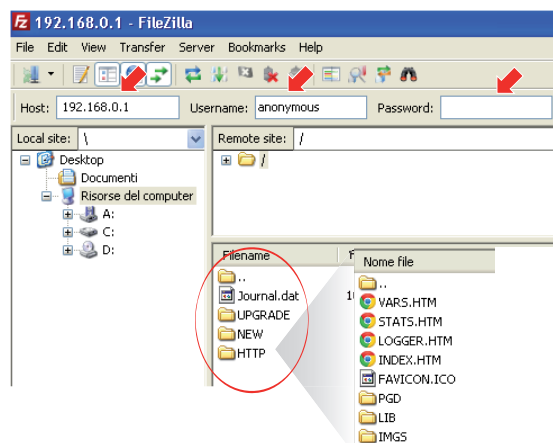 192.168.0.1 - FileZilla
File Edit View Transfer Server Bookmarks Help
Host: 192.168.0.1 Username: anonymous Password:
Local site: \
Remote site: /
Desktop
Documenti
Risorse del computer
A:
C:
D:
/
Filename
..
Journal.dat
UPGRADE
NEW
HTTP
Nome file
..
VARS.HTM
STATS.HTM
LOGGER.HTM
INDEX.HTM
FAVICON.ICO
PGD
LIB
IMGS